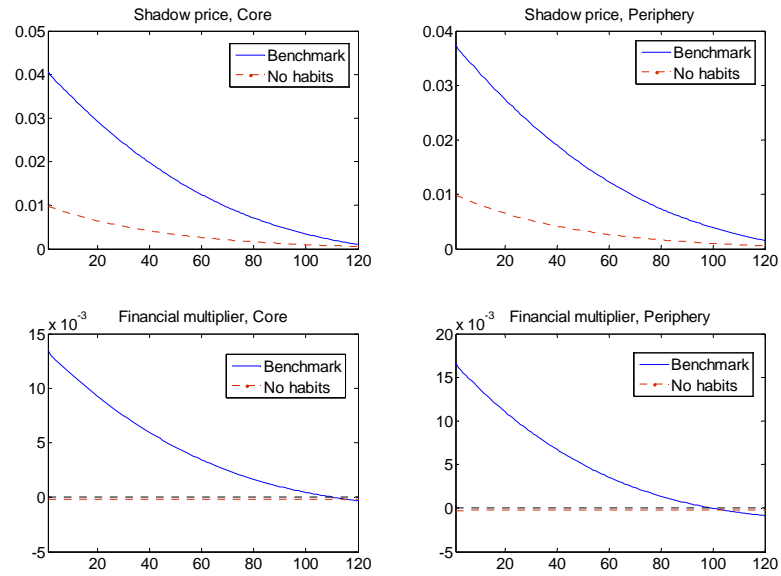 Shadow price, Core
0.05
0.04
0.03
0.02
0.01
0
20 40 60 80 100 120
Benchmark
No habits
Shadow price, Periphery
0.04
0.03
0.02
0.01
0
20 40 60 80 100 120
Benchmark
No habits
Financial multiplier, Core
x 10^-3
15
10
5
0
-5
20 40 60 80 100 120
Benchmark
No habits
Financial multiplier, Periphery
x 10^-3
20
15
10
5
0
-5
20 40 60 80 100 120
Benchmark
No habits